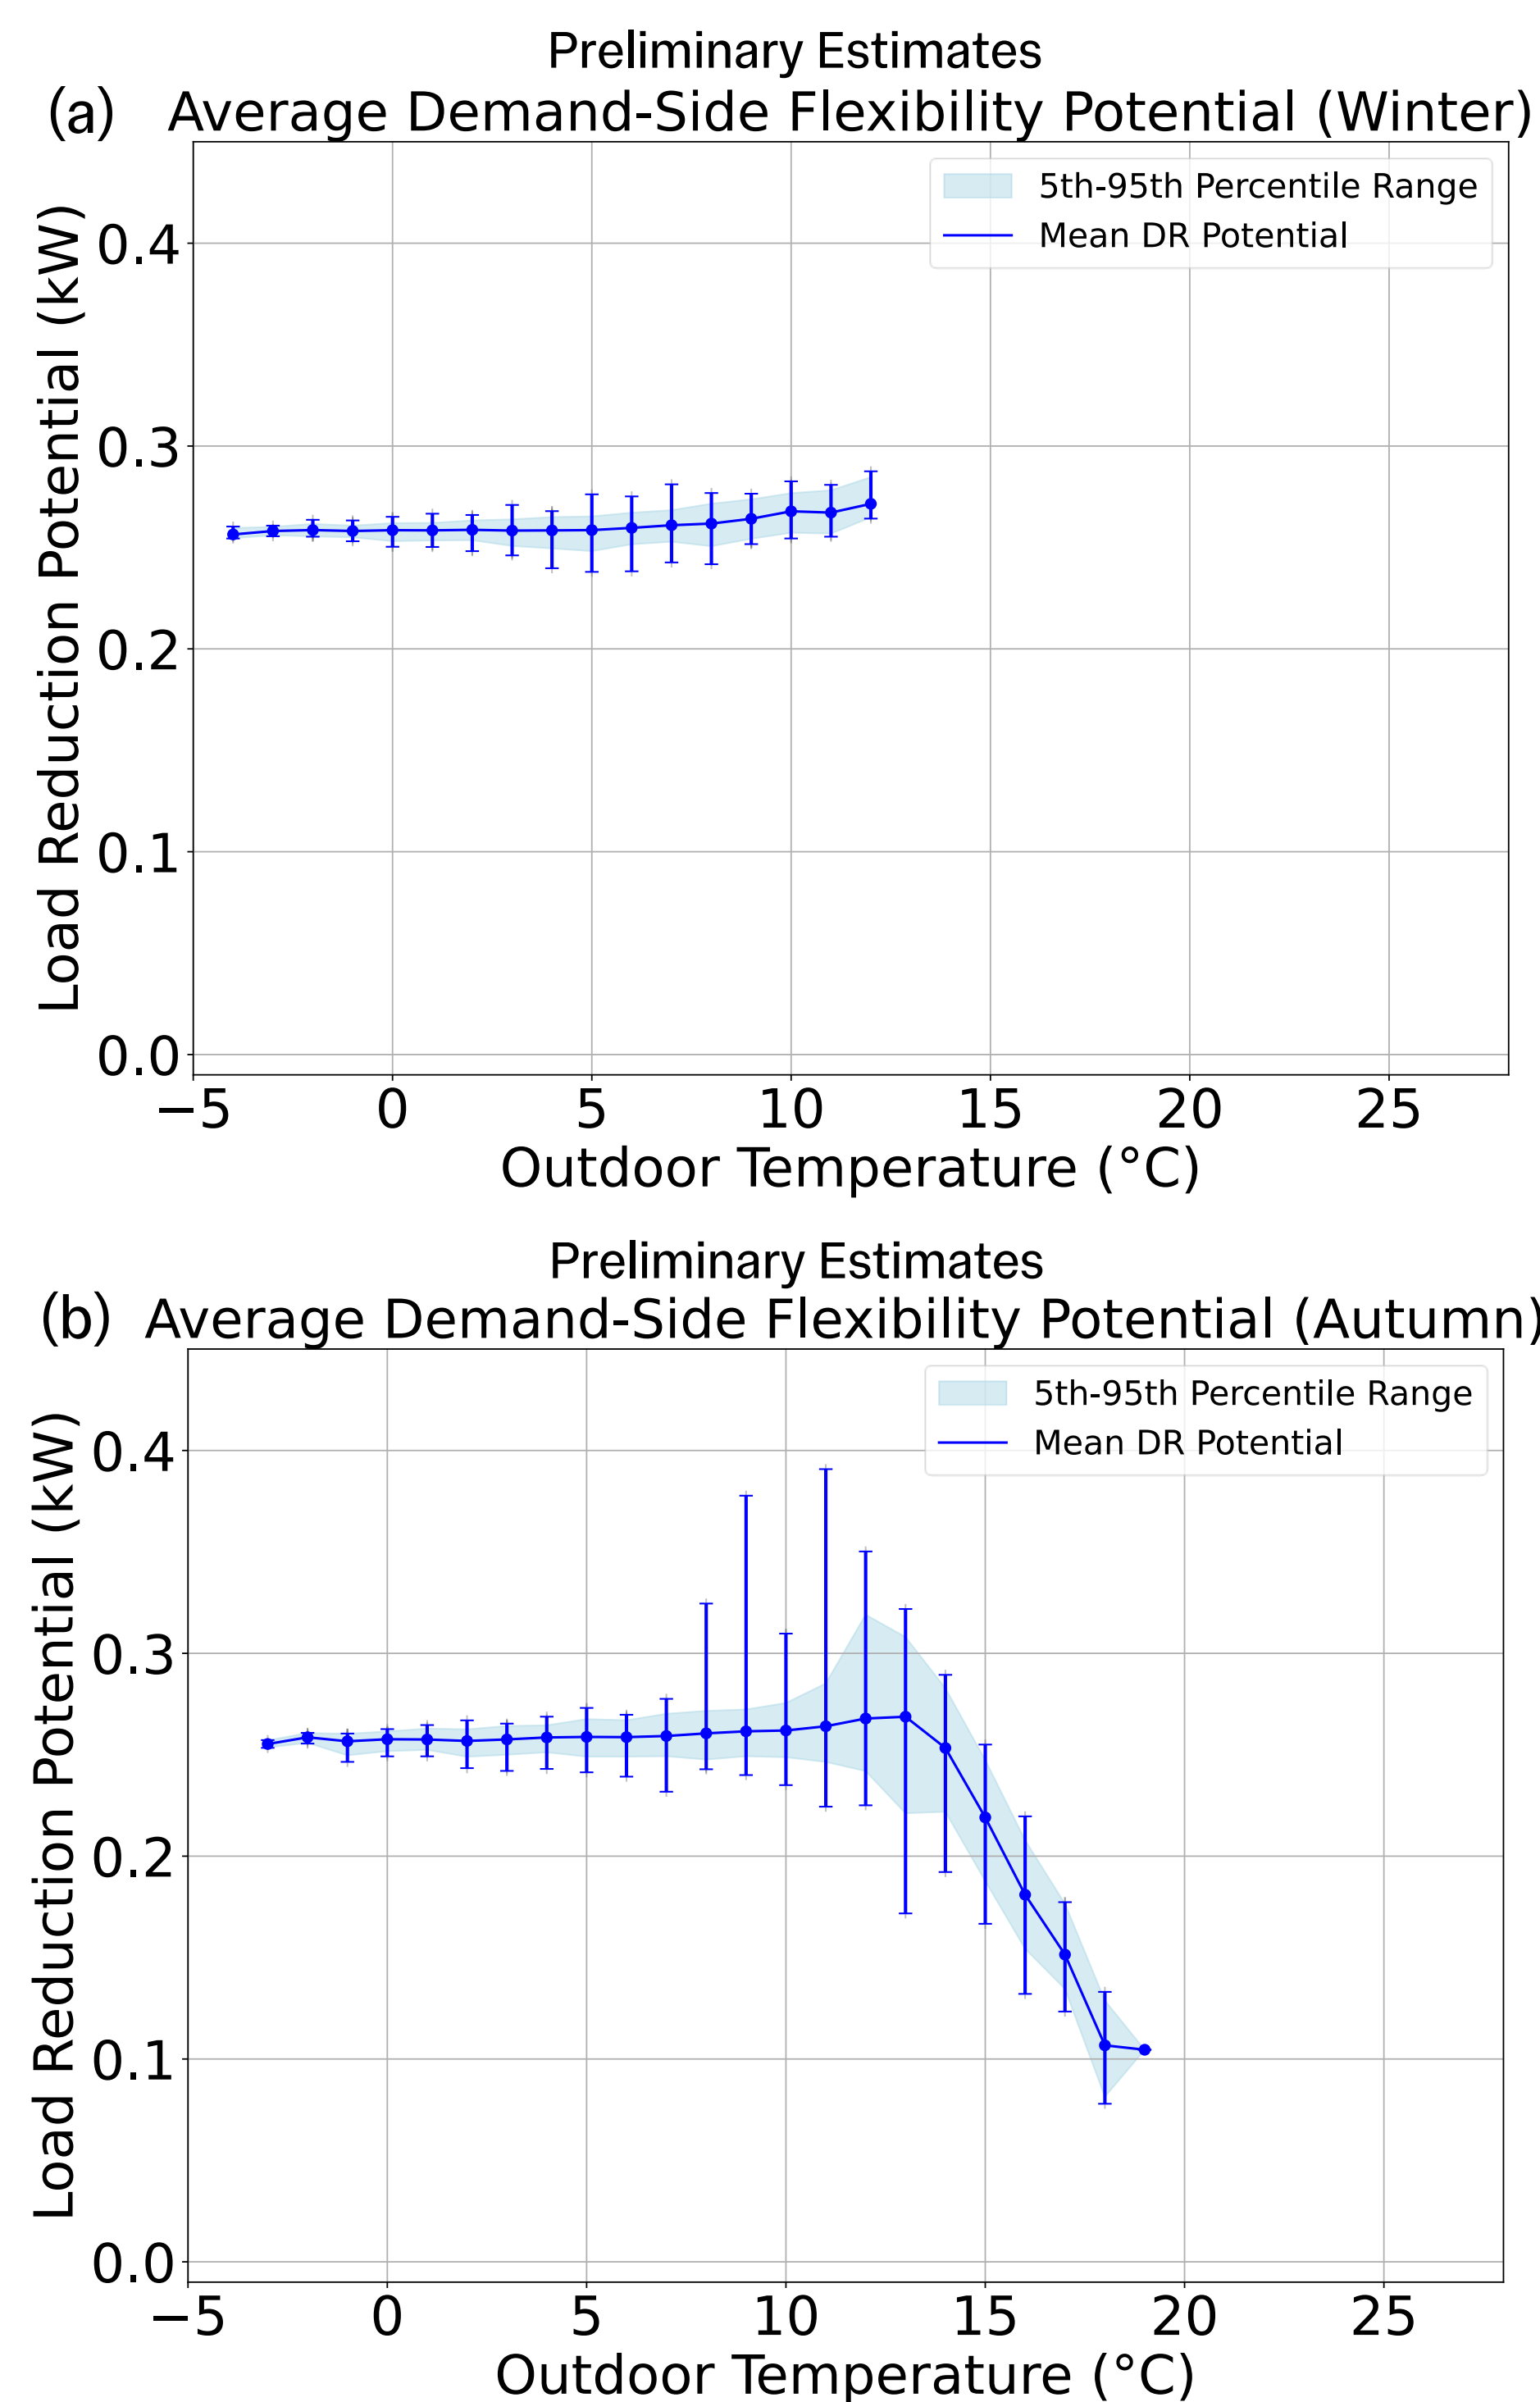 Preliminary Estimates
(a) Average Demand-Side Flexibility Potential (Winter)
5th-95th Percentile Range
Mean DR Potential
Load Reduction Potential (kW)
0.4
0.3
0.2
0.1
0.0
−5 0 5 10 15 20 25
Outdoor Temperature (°C)
Preliminary Estimates
(b) Average Demand-Side Flexibility Potential (Autumn)
5th-95th Percentile Range
Mean DR Potential
Load Reduction Potential (kW)
0.4
0.3
0.2
0.1
0.0
−5 0 5 10 15 20 25
Outdoor Temperature (°C)